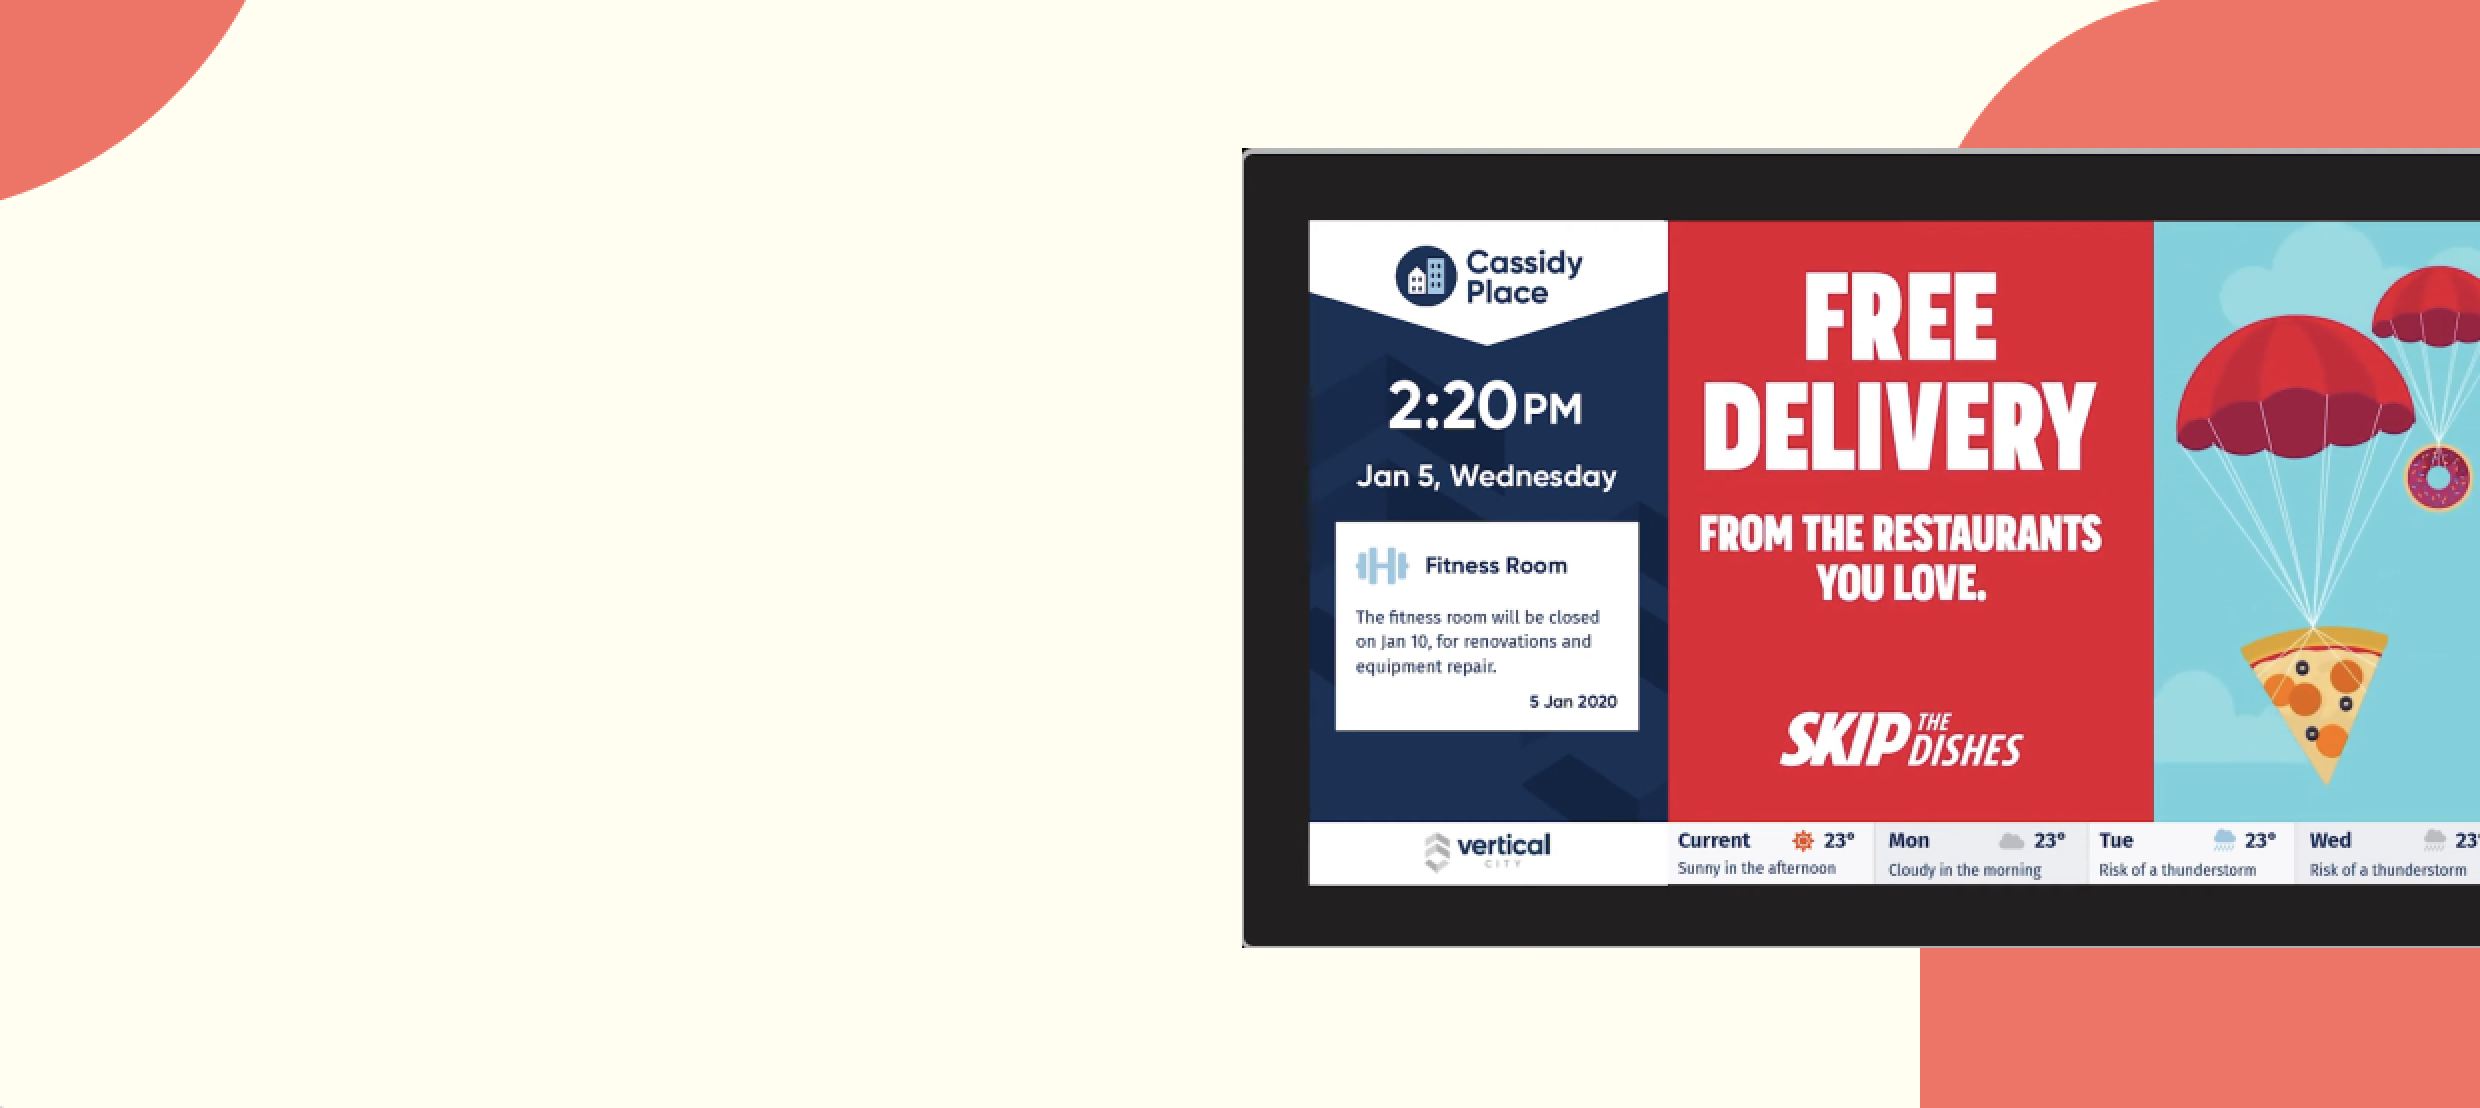 Cassidy
Place
2:20 PM
Jan 5, Wednesday
Fitness Room
The fitness room will be closed
on Jan 10, for renovations and
equipment repair.
5 Jan 2020
vertical
CITY
FREE
DELIVERY
FROM THE RESTAURANTS
YOU LOVE.
SKIP THE
DISHES
Current 23°
Sunny in the afternoon
Mon 23°
Cloudy in the morning
Tue 23°
Risk of a thunderstorm
Wed 23°
Risk of a thunderstorm